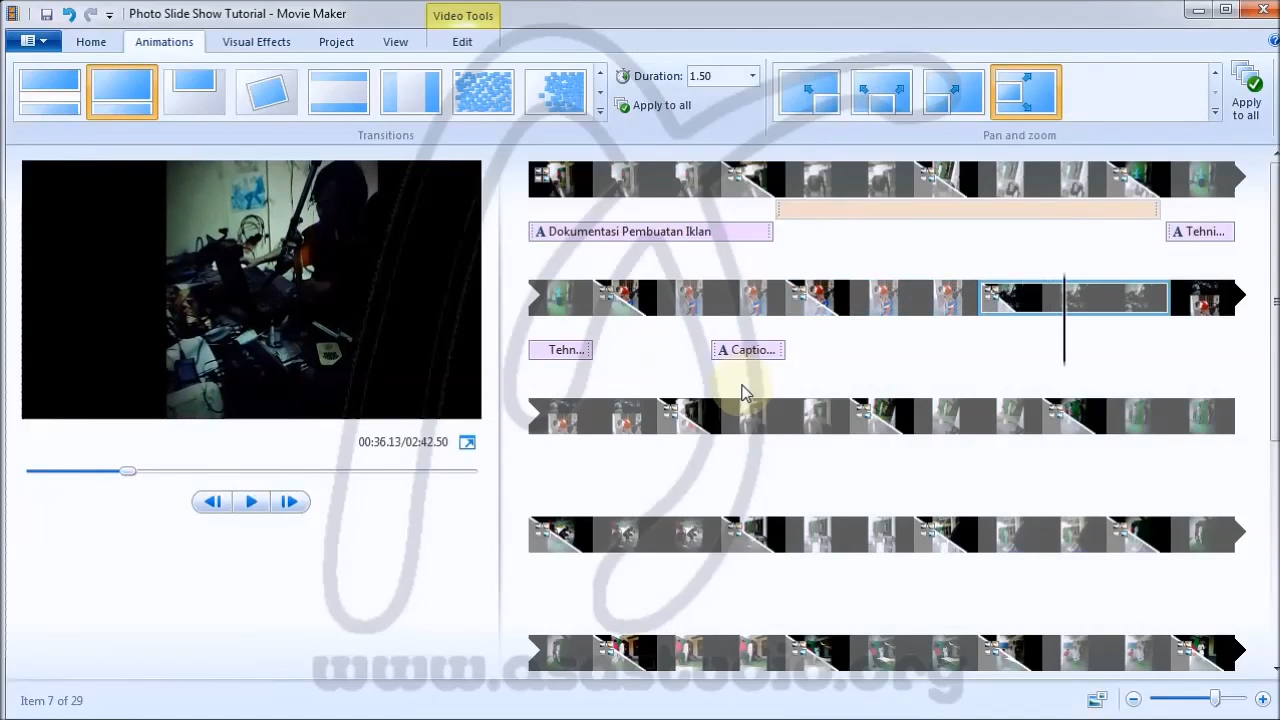 Photo Slide Show Tutorial - Movie Maker
Video Tools
Home
Animations
Visual Effects
Project
View
Edit
Duration:
1.50
Apply to all
Apply
to all
Transitions
Pan and zoom
A Dokumentasi Pembuatan Iklan
A Tehni...
Tehn...
A Captio...
00:36.13/02:42.50
Item 7 of 29
www.asastudio.org